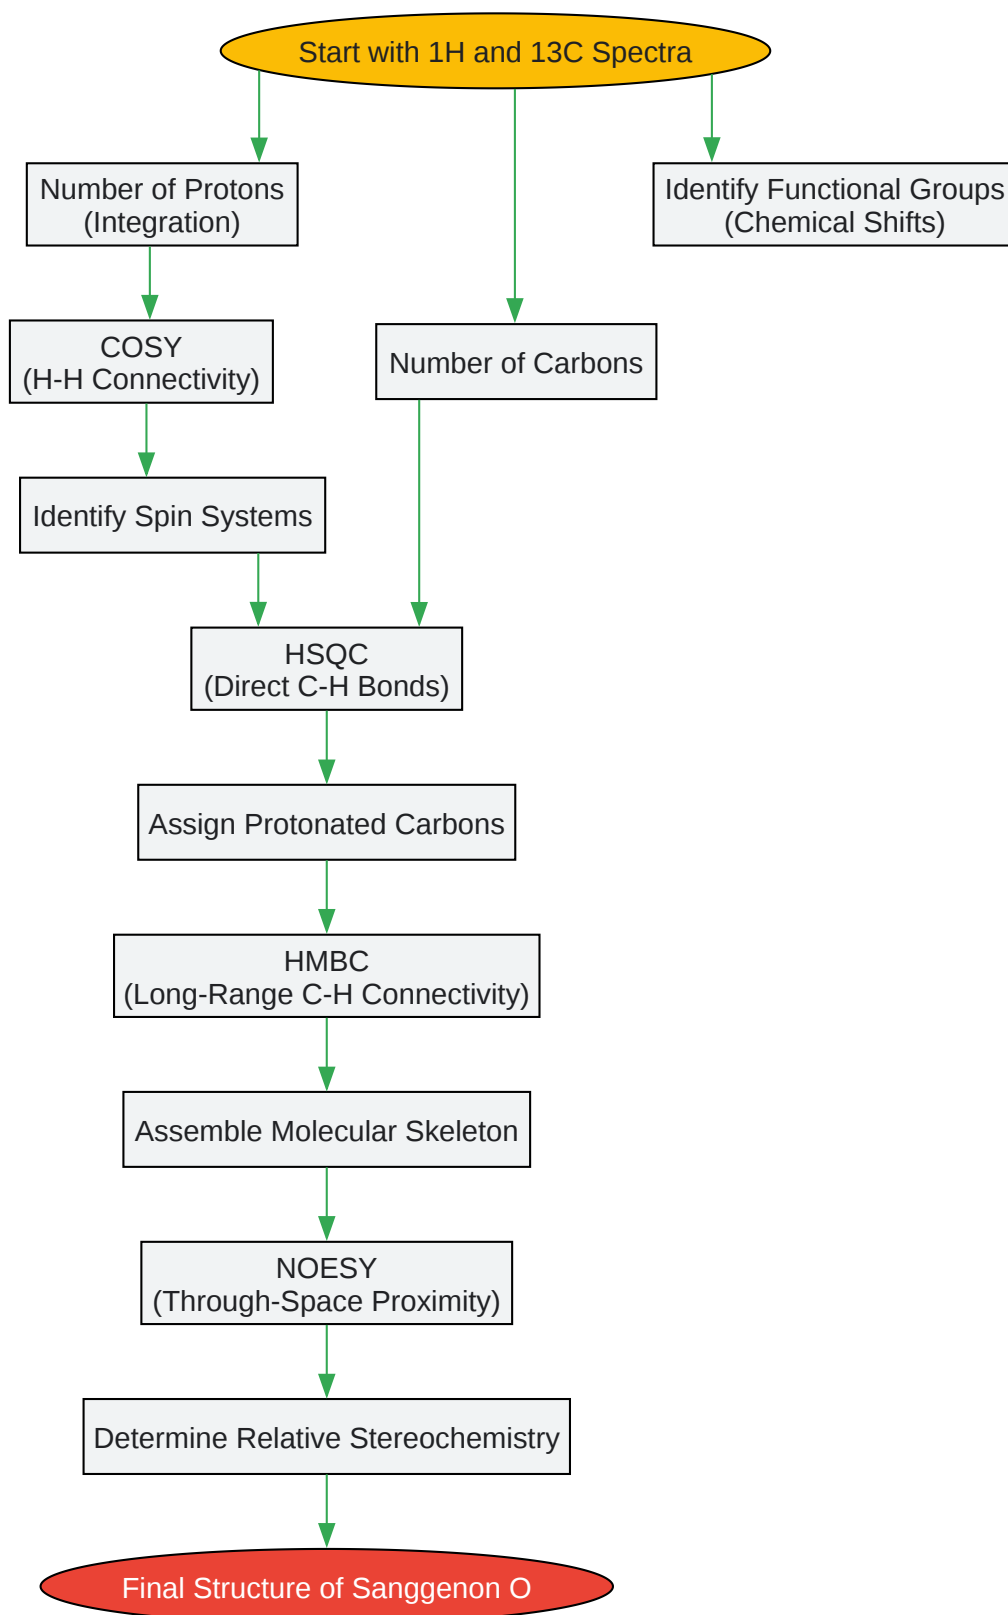 Start with 1H and 13C Spectra
Number of Protons
(Integration)
Identify Functional Groups
(Chemical Shifts)
COSY
(H-H Connectivity)
Number of Carbons
Identify Spin Systems
HSQC
(Direct C-H Bonds)
Assign Protonated Carbons
HMBC
(Long-Range C-H Connectivity)
Assemble Molecular Skeleton
NOESY
(Through-Space Proximity)
Determine Relative Stereochemistry
Final Structure of Sanggenon O